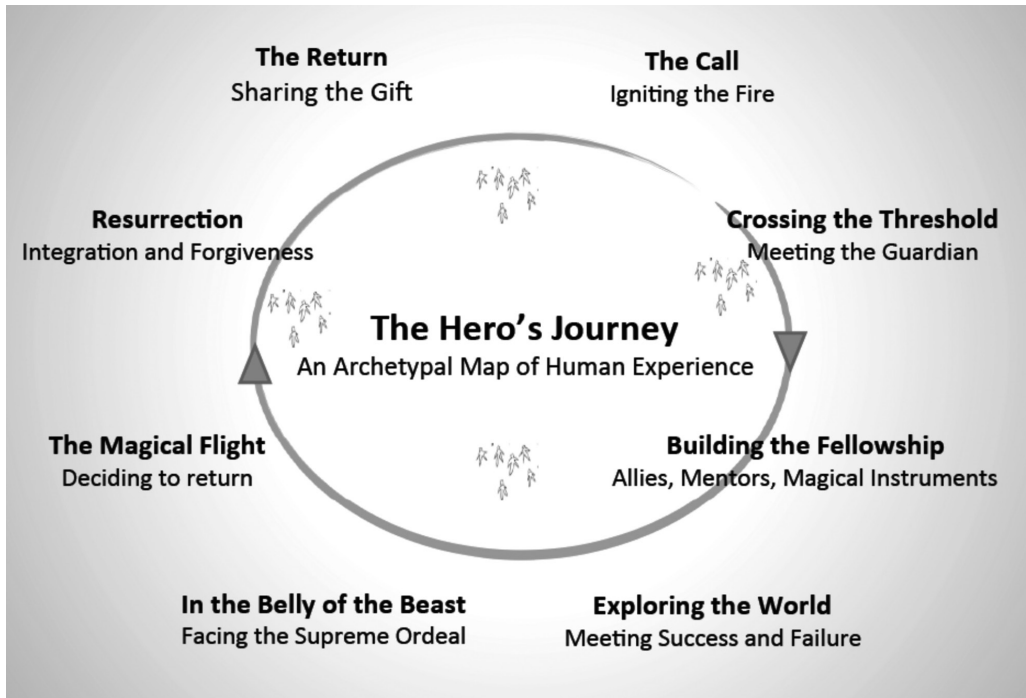 The Return
Sharing the Gift
The Call
Igniting the Fire
Resurrection
Integration and Forgiveness
Crossing the Threshold
Meeting the Guardian
The Hero’s Journey
An Archetypal Map of Human Experience
The Magical Flight
Deciding to return
Building the Fellowship
Allies, Mentors, Magical Instruments
In the Belly of the Beast
Facing the Supreme Ordeal
Exploring the World
Meeting Success and Failure